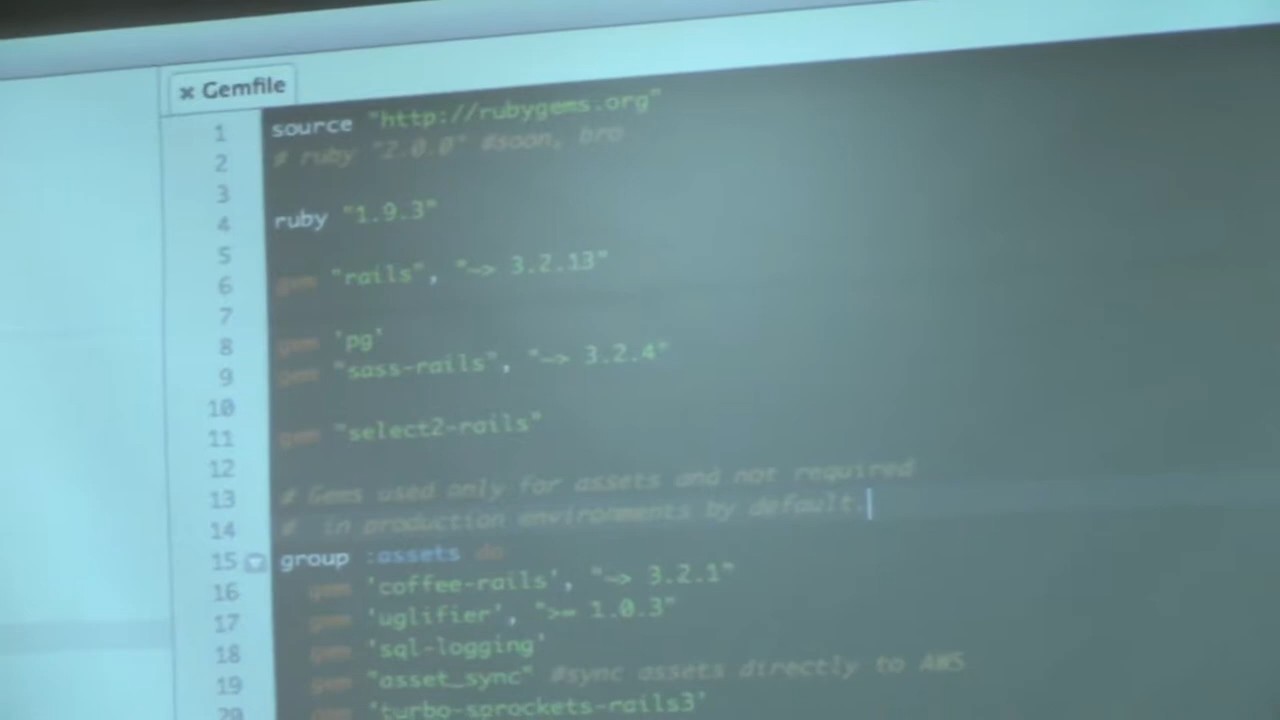 × Gemfile
1 source "http://rubygems.org"
2 # ruby "2.0.0" #soon, bro
3
4 ruby "1.9.3"
5
6 gem "rails", "~> 3.2.13"
7
8 gem 'pg'
9 gem "sass-rails", "~> 3.2.4"
10
11 gem "select2-rails"
12
13 # Gems used only for assets and not required
14 #  in production environments by default.
15 group :assets do
16 gem 'coffee-rails', "~> 3.2.1"
17 gem 'uglifier', ">= 1.0.3"
18 gem 'sql-logging'
19 gem "asset_sync" #sync assets directly to AWS
20 gem 'turbo-sprockets-rails3'